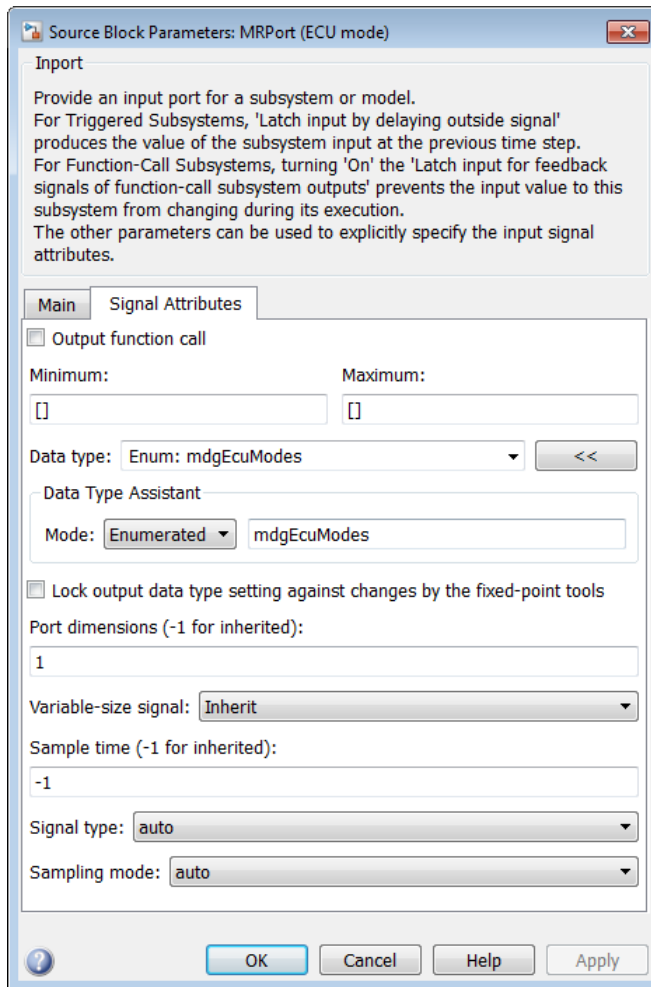 Source Block Parameters: MRPort (ECU mode)
Inport
Provide an input port for a subsystem or model.
For Triggered Subsystems, 'Latch input by delaying outside signal'
produces the value of the subsystem input at the previous time step.
For Function-Call Subsystems, turning 'On' the 'Latch input for feedback
signals of function-call subsystem outputs' prevents the input value to this
subsystem from changing during its execution.
The other parameters can be used to explicitly specify the input signal
attributes.
Main Signal Attributes
Output function call
Minimum: Maximum:
[] []
Data type: Enum: mdgEcuModes <<
Data Type Assistant
Mode: Enumerated mdgEcuModes
Lock output data type setting against changes by the fixed-point tools
Port dimensions (-1 for inherited):
1
Variable-size signal: Inherit
Sample time (-1 for inherited):
-1
Signal type: auto
Sampling mode: auto
OK Cancel Help Apply